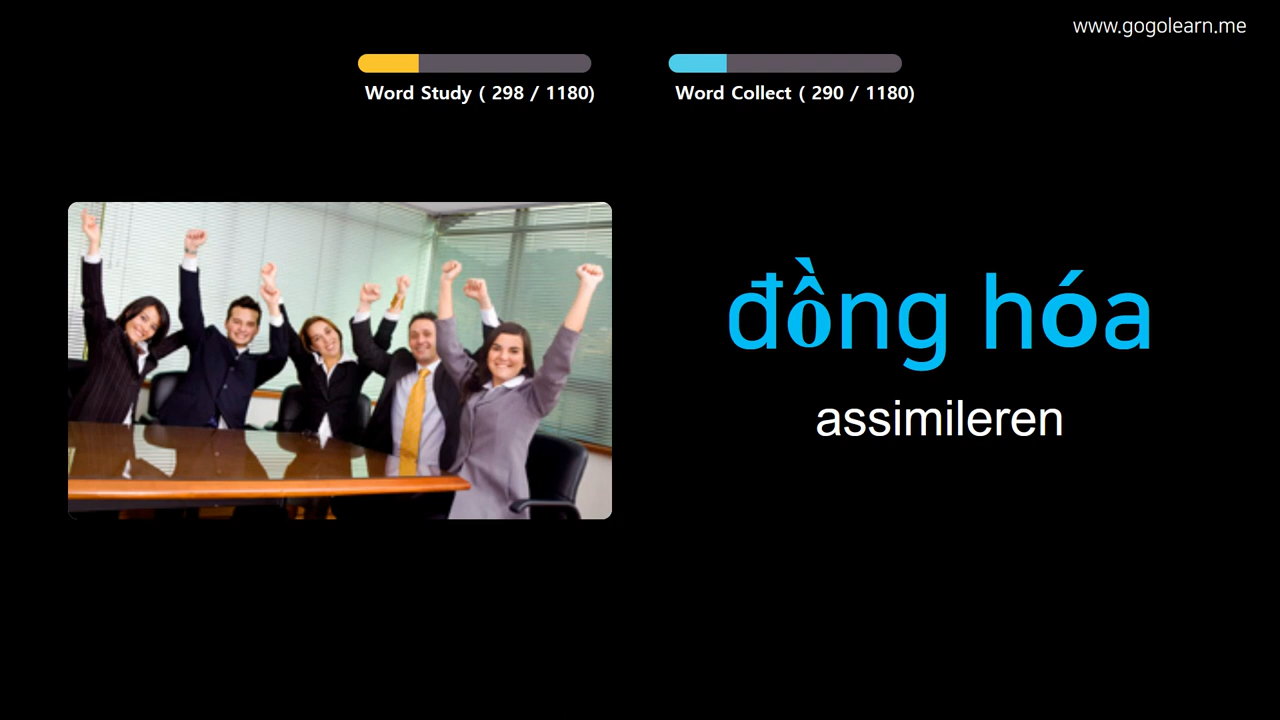 www.gogolearn.me
Word Study ( 298 / 1180)
Word Collect ( 290 / 1180)
đồng hóa
assimileren